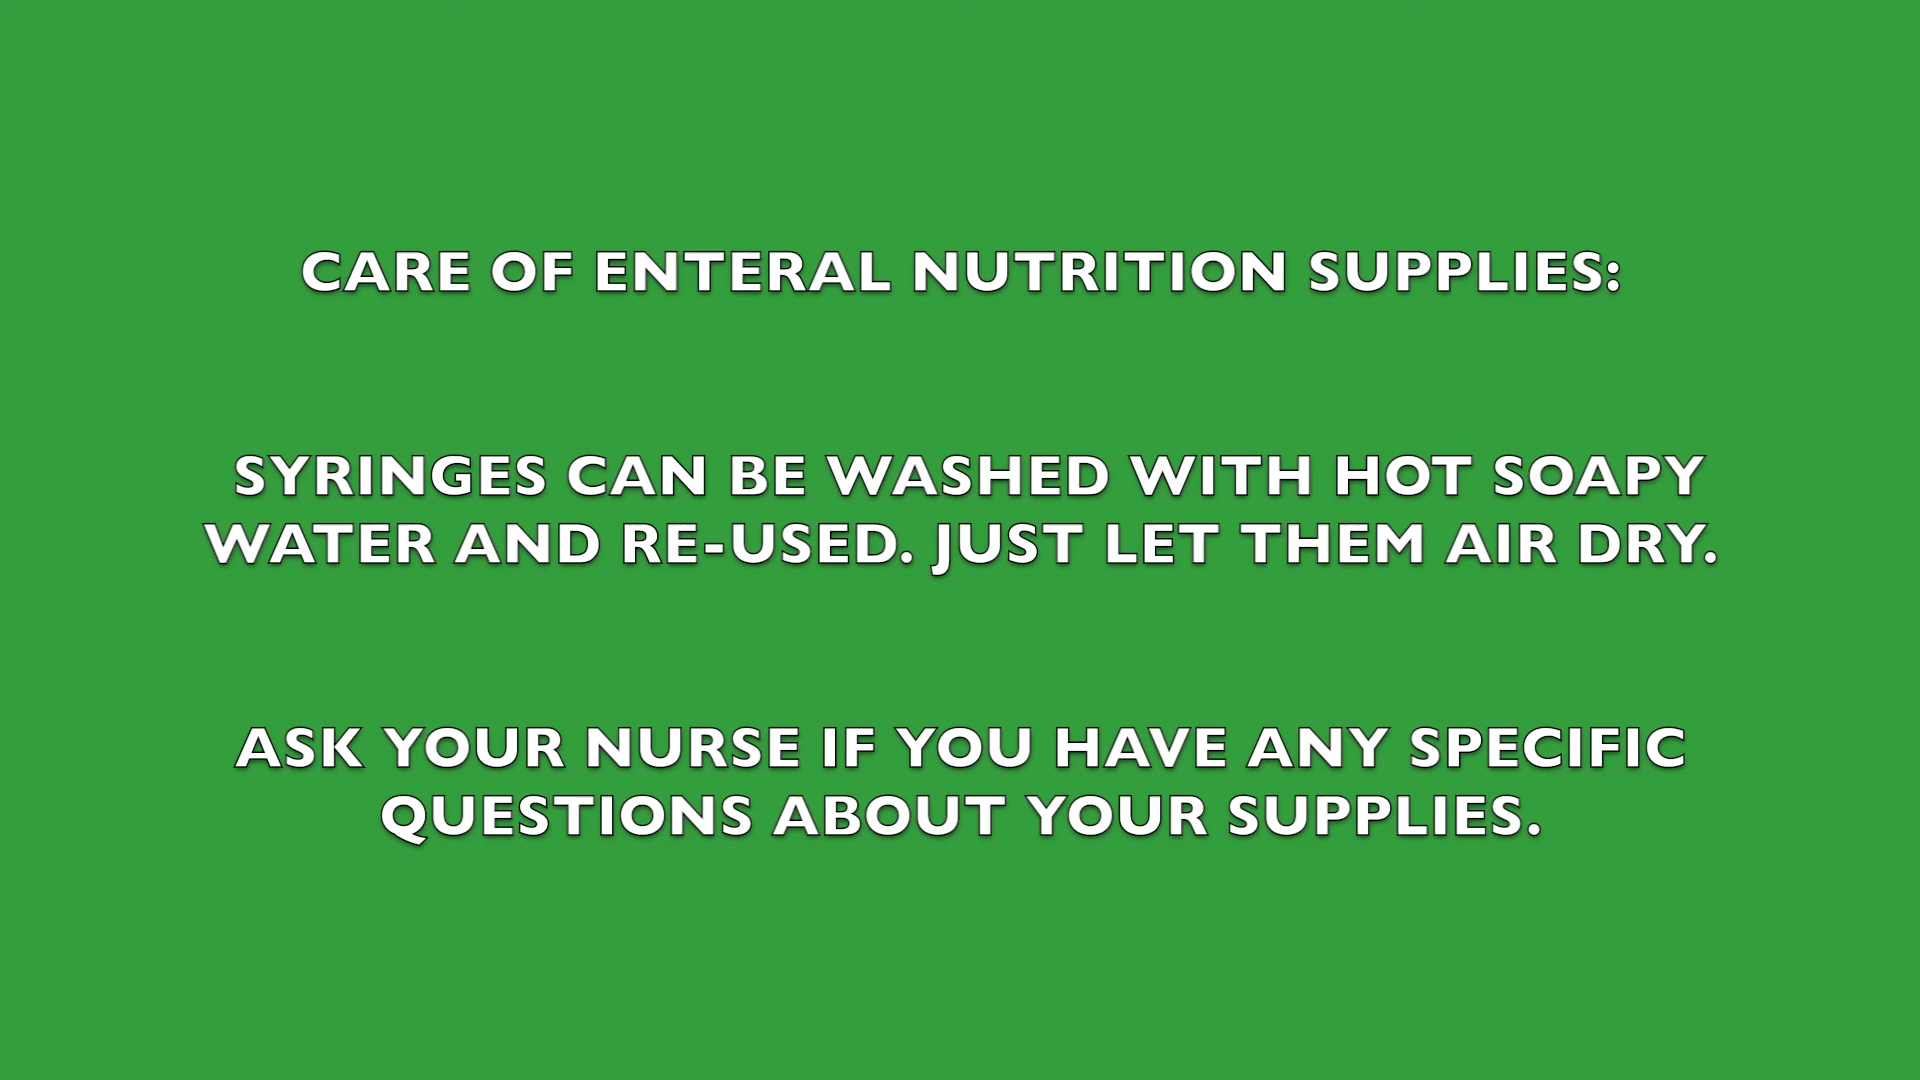 CARE OF ENTERAL NUTRITION SUPPLIES:
SYRINGES CAN BE WASHED WITH HOT SOAPY
WATER AND RE-USED. JUST LET THEM AIR DRY.
ASK YOUR NURSE IF YOU HAVE ANY SPECIFIC
QUESTIONS ABOUT YOUR SUPPLIES.